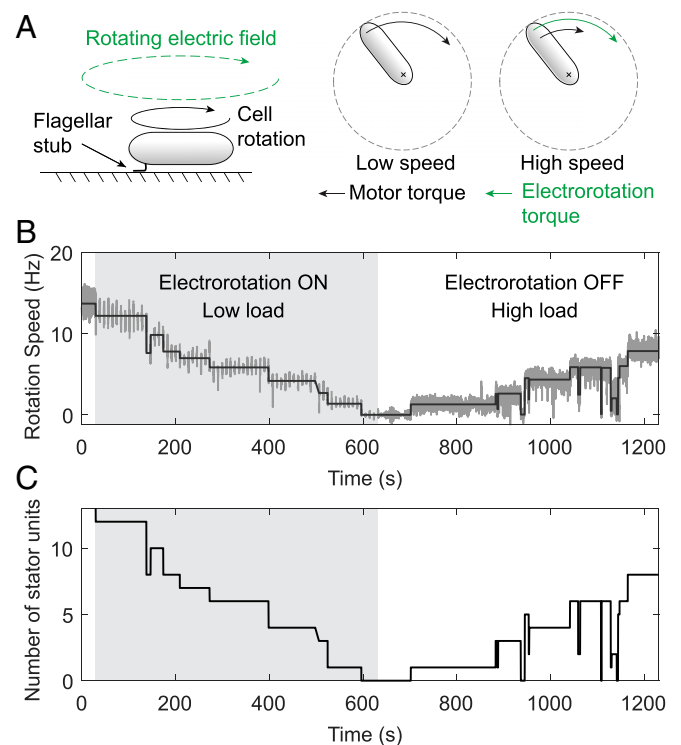 A
Rotating electric field
Flagellar
stub
Cell
rotation
Low speed
High speed
Motor torque
Electrorotation
torque
B
Rotation Speed (Hz)
20
10
0
Electrorotation ON
Low load
Electrorotation OFF
High load
0 200 400 600 800 1000 1200
Time (s)
C
Number of stator units
10
5
0
0 200 400 600 800 1000 1200
Time (s)